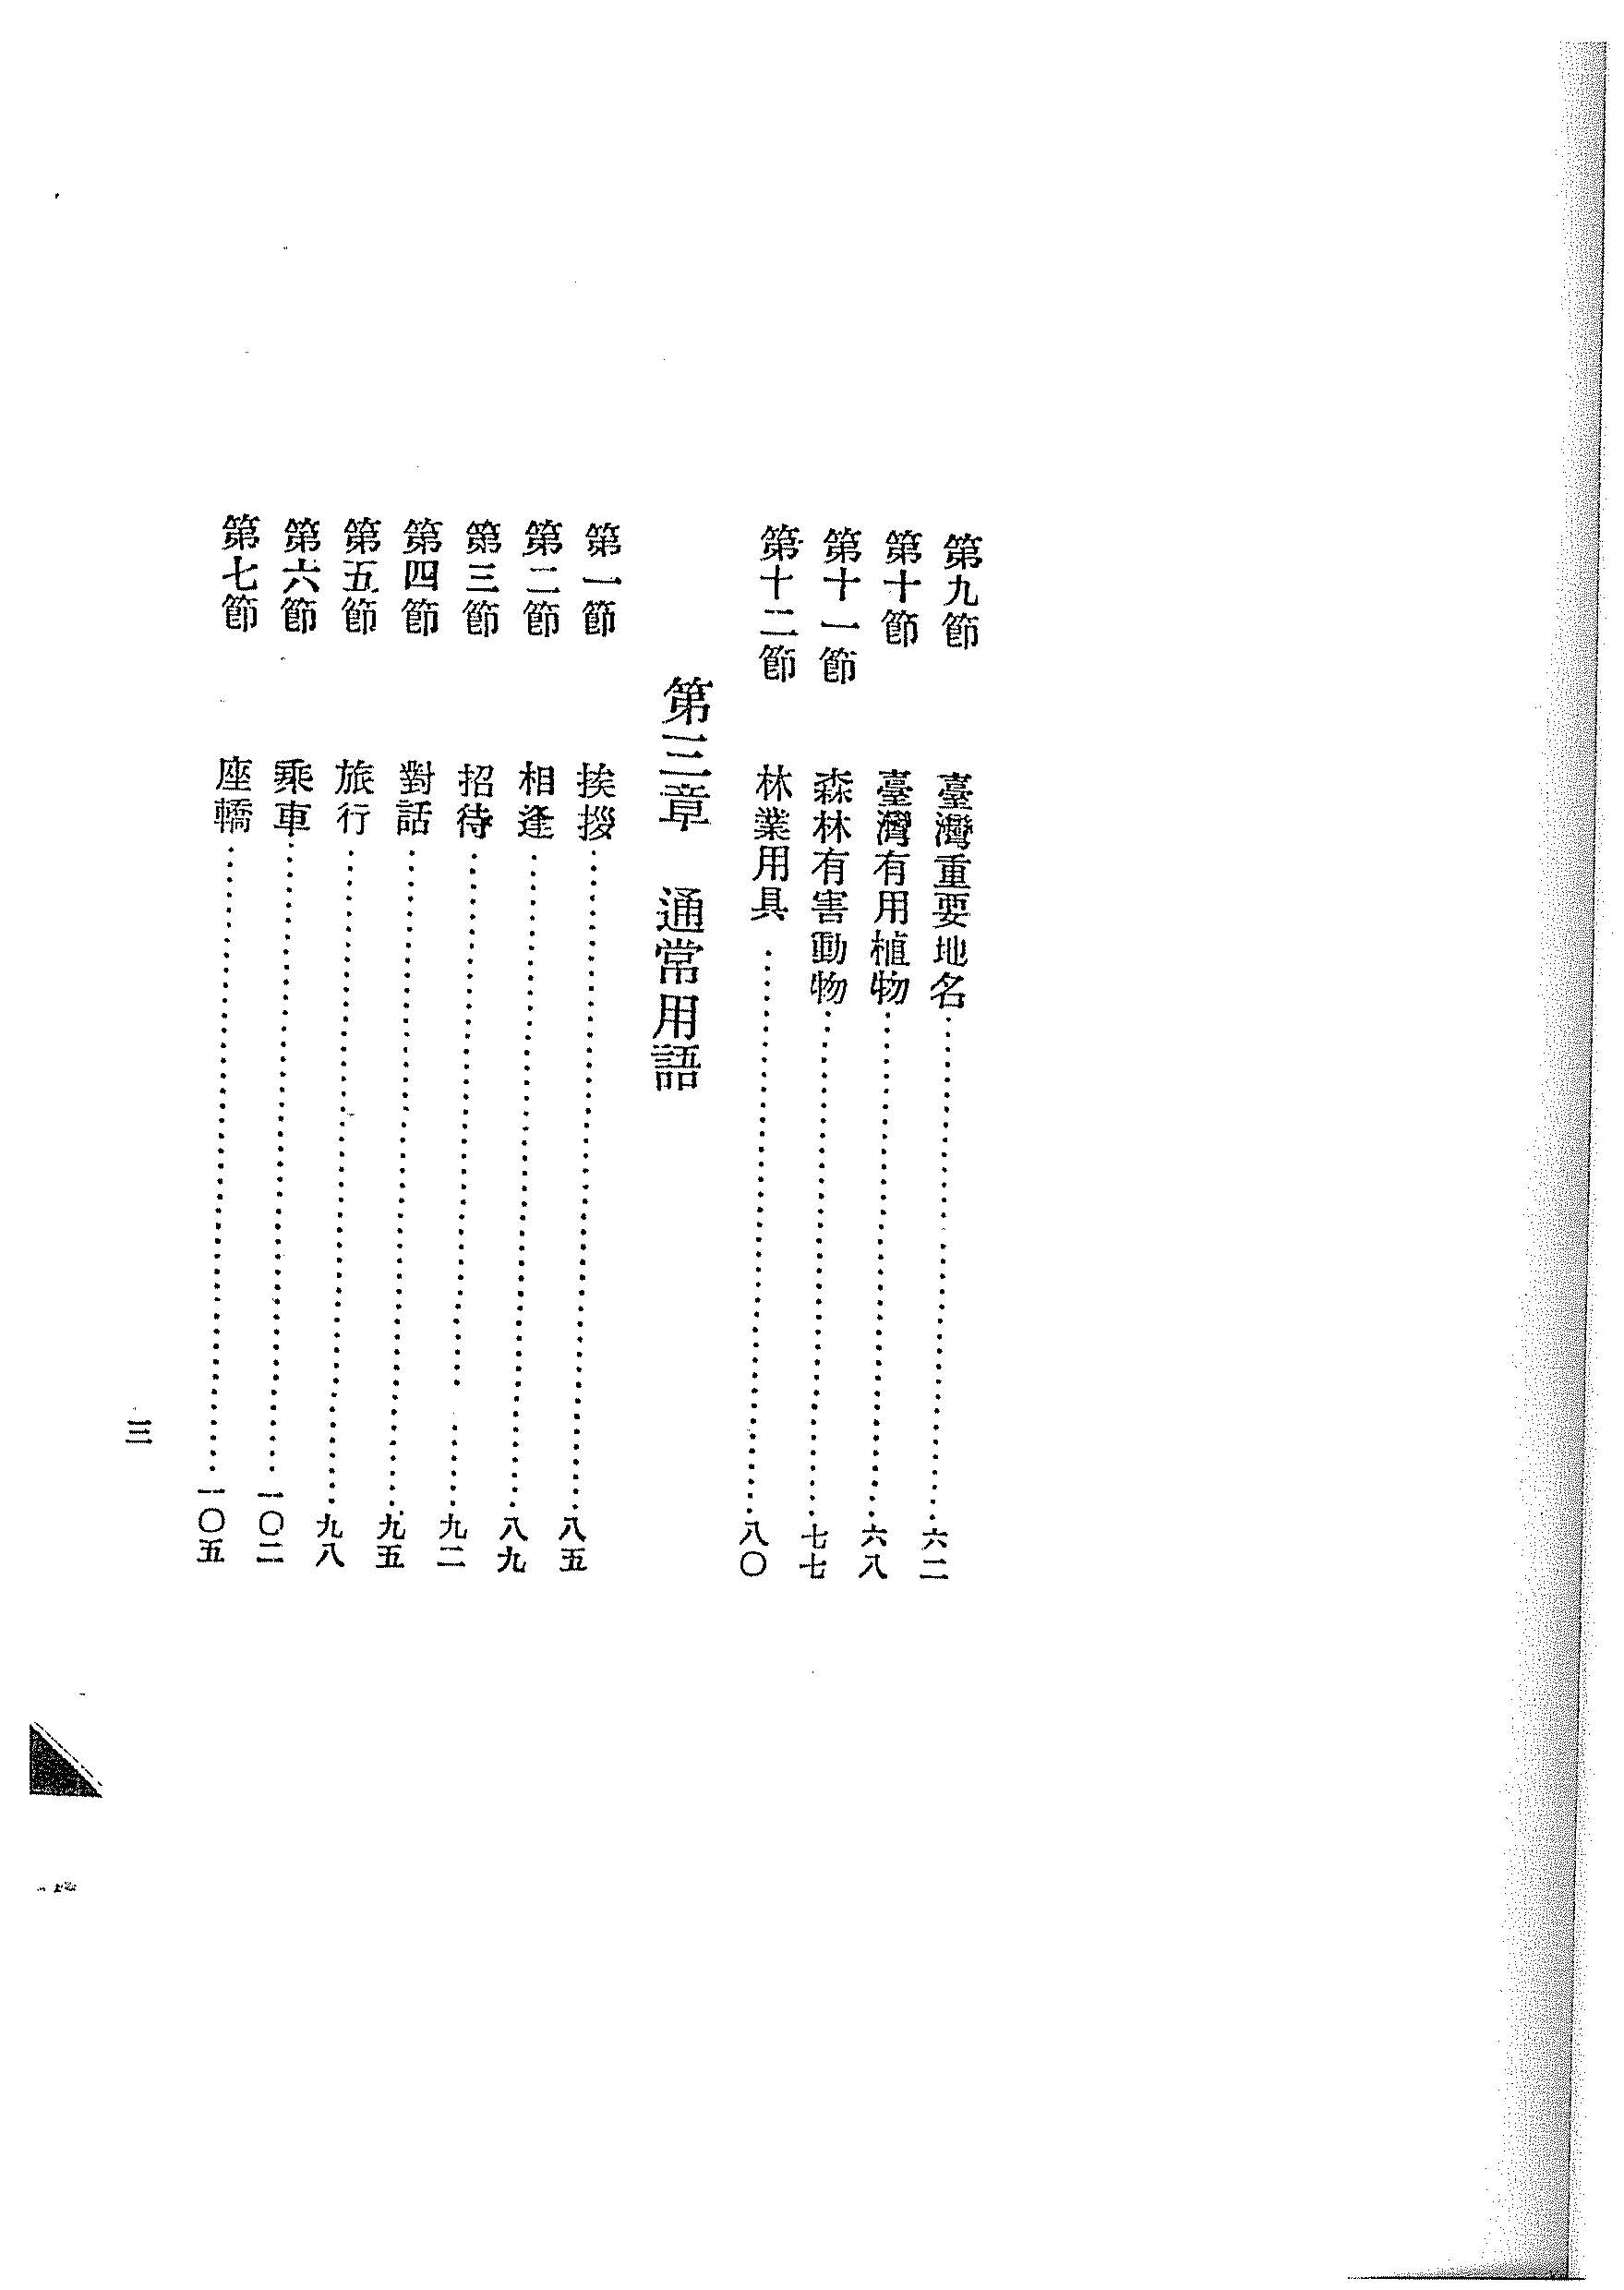 第九節 臺灣重要地名……六二
第十節 臺灣有用植物……六八
第十一節 森林有害動物……七七
第十二節 林業用具……八〇
第三章 通常用語
第一節 挨拶……八五
第二節 相逢……八九
第三節 招待……九二
第四節 對話……九五
第五節 旅行……九八
第六節 乘車……一〇二
第七節 座轎……一〇五
三